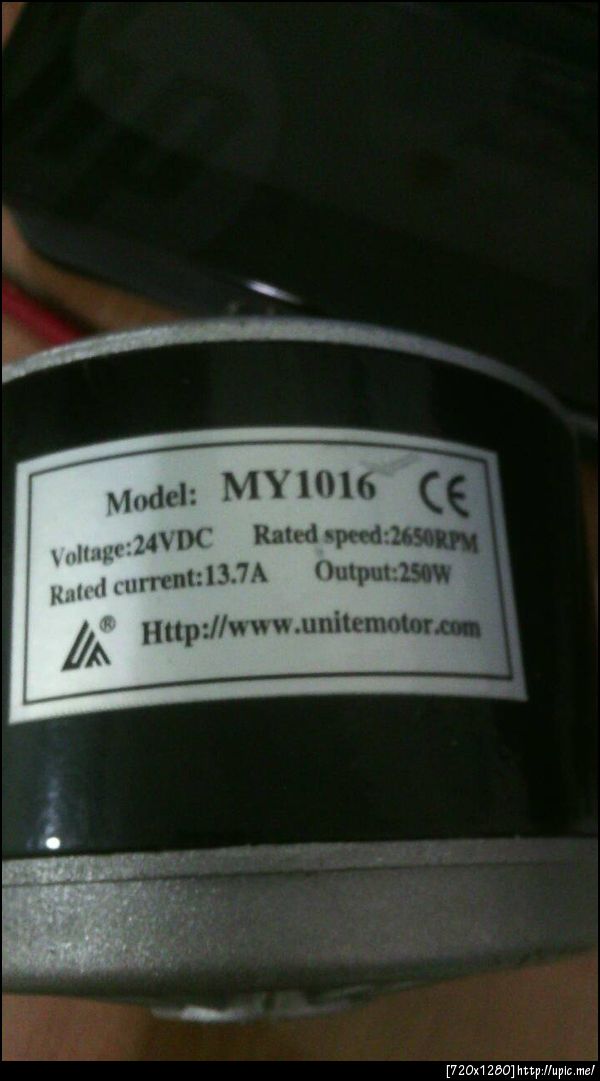 Model: MY1016 CE
Voltage:24VDC Rated speed:2650RPM
Rated current:13.7A Output:250W
® Http://www.unitemotor.com
[720x1280]http://upic.me/